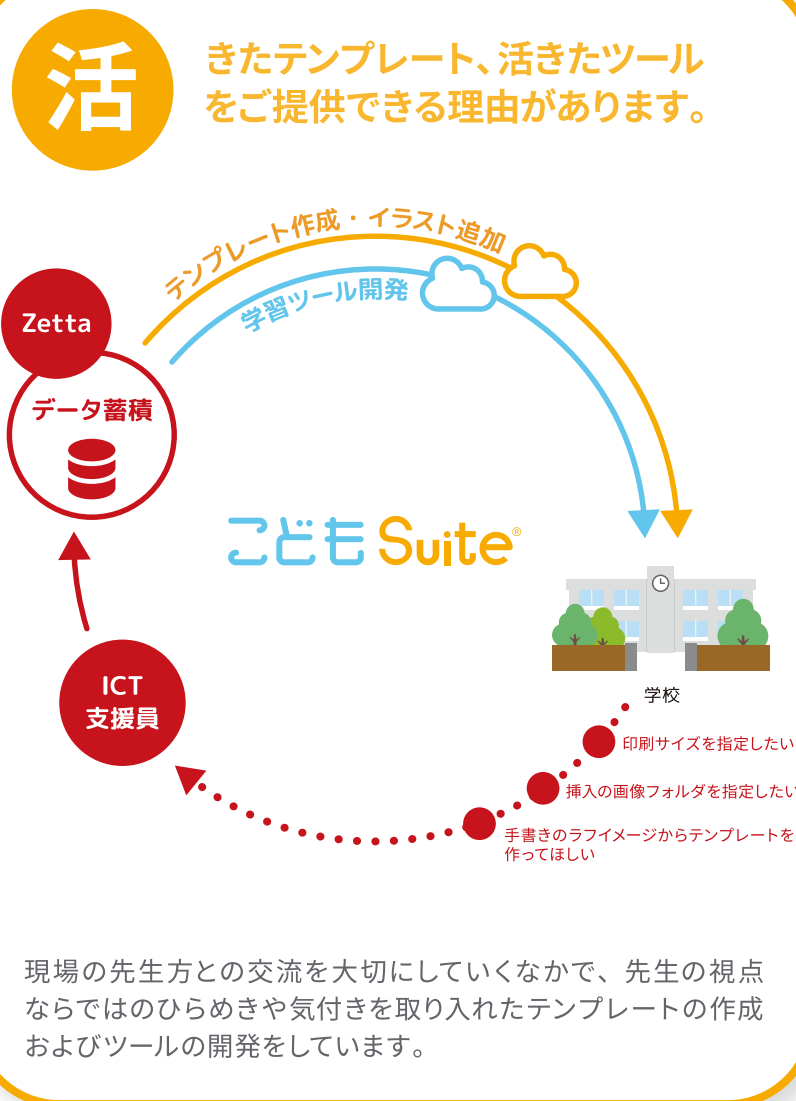 活
きたテンプレート、活きたツール
をご提供できる理由があります。
テンプレート作成・イラスト追加
学習ツール開発
Zetta
データ蓄積
こどもSuite®
ICT
支援員
学校
印刷サイズを指定したい
挿入の画像フォルダを指定したい
手書きのラフイメージからテンプレートを
作ってほしい
現場の先生方との交流を大切にしていくなかで、先生の視点
ならではのひらめきや気付きを取り入れたテンプレートの作成
およびツールの開発をしています。